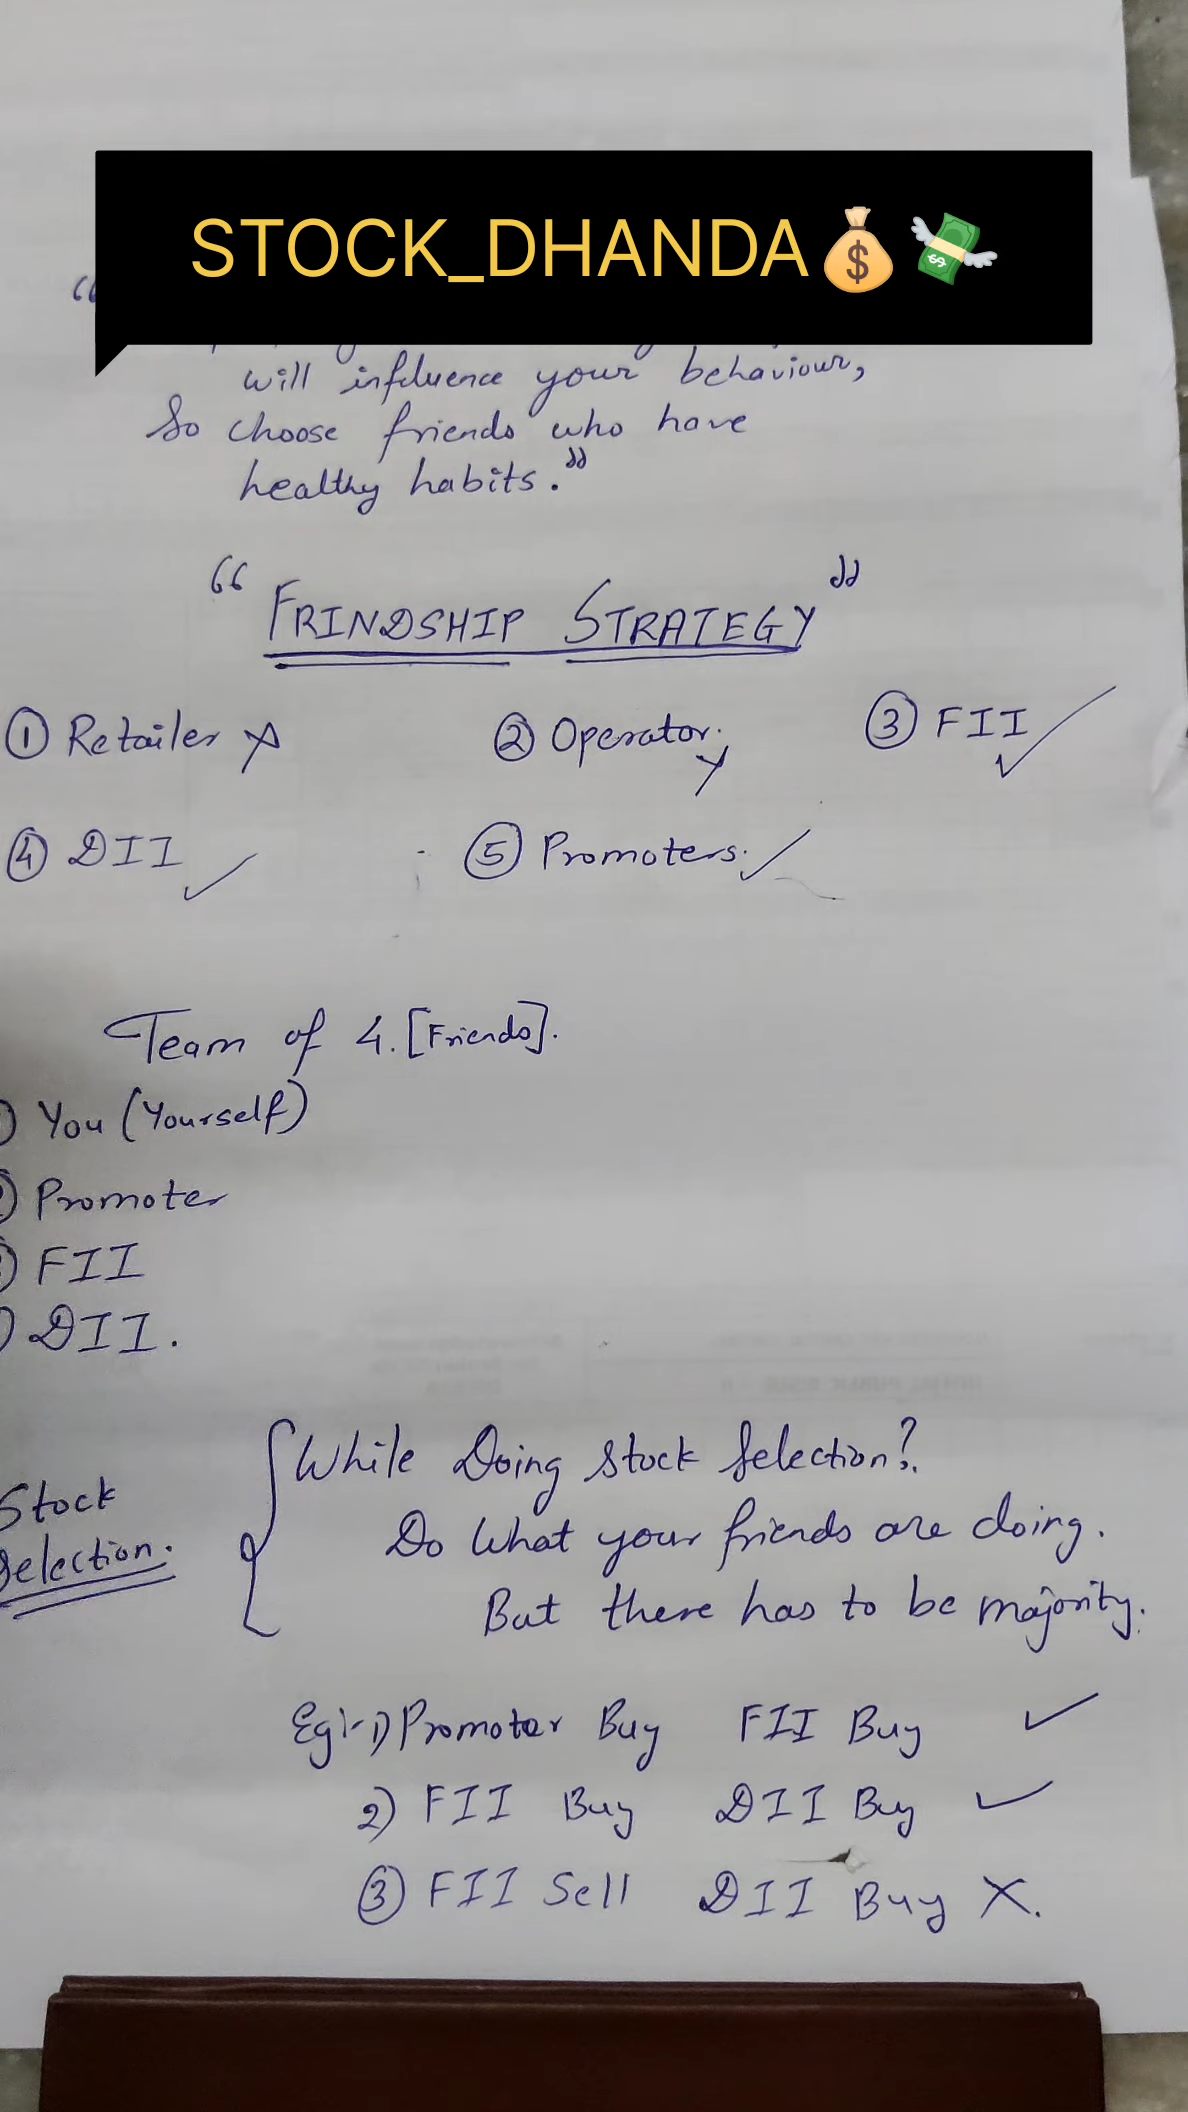 STOCK_DHANDA💰💸
“
will influence your behaviour,
So choose friends who have
healthy habits.”
“FRINDSHIP STRATEGY”
① Retailer X ② Operator. X ③ FII ✓
④ DII ✓ ⑤ Promoters. ✓
Team of 4. [Friends].
You (Yourself)
Promoter
FII
DII.
Stock
Selection.
While Doing Stock Selection?
Do What your friends are doing.
But there has to be majority.
Eg:- 1) Promoter Buy FII Buy ✓
2) FII Buy DII Buy ✓
③ FII Sell DII Buy X.